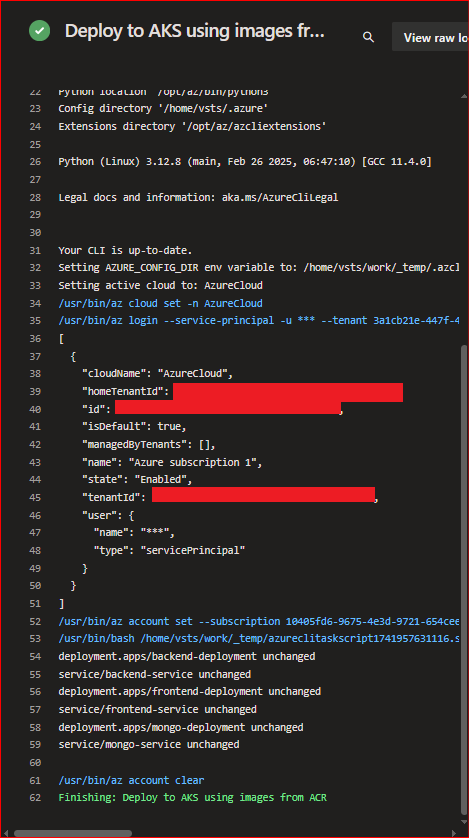 Deploy to AKS using images fr...
View raw lo
22 Python location '/opt/az/bin/python3'
23 Config directory '/home/vsts/.azure'
24 Extensions directory '/opt/az/azcliextensions'
25
26 Python (Linux) 3.12.8 (main, Feb 26 2025, 06:47:10) [GCC 11.4.0]
27
28 Legal docs and information: aka.ms/AzureCliLegal
29
30
31 Your CLI is up-to-date.
32 Setting AZURE_CONFIG_DIR env variable to: /home/vsts/work/_temp/.azcl
33 Setting active cloud to: AzureCloud
34 /usr/bin/az cloud set -n AzureCloud
35 /usr/bin/az login --service-principal -u *** --tenant 3a1cb21e-447f-4
36 [
37 {
38 "cloudName": "AzureCloud",
39 "homeTenantId":
40 "id": ,
41 "isDefault": true,
42 "managedByTenants": [],
43 "name": "Azure subscription 1",
44 "state": "Enabled",
45 "tenantId": ,
46 "user": {
47 "name": "***",
48 "type": "servicePrincipal"
49 }
50 }
51 ]
52 /usr/bin/az account set --subscription 10405fd6-9675-4e3d-9721-654cee
53 /usr/bin/bash /home/vsts/work/_temp/azureclitaskscript1741957631116.s
54 deployment.apps/backend-deployment unchanged
55 service/backend-service unchanged
56 deployment.apps/frontend-deployment unchanged
57 service/frontend-service unchanged
58 deployment.apps/mongo-deployment unchanged
59 service/mongo-service unchanged
60
61 /usr/bin/az account clear
62 Finishing: Deploy to AKS using images from ACR